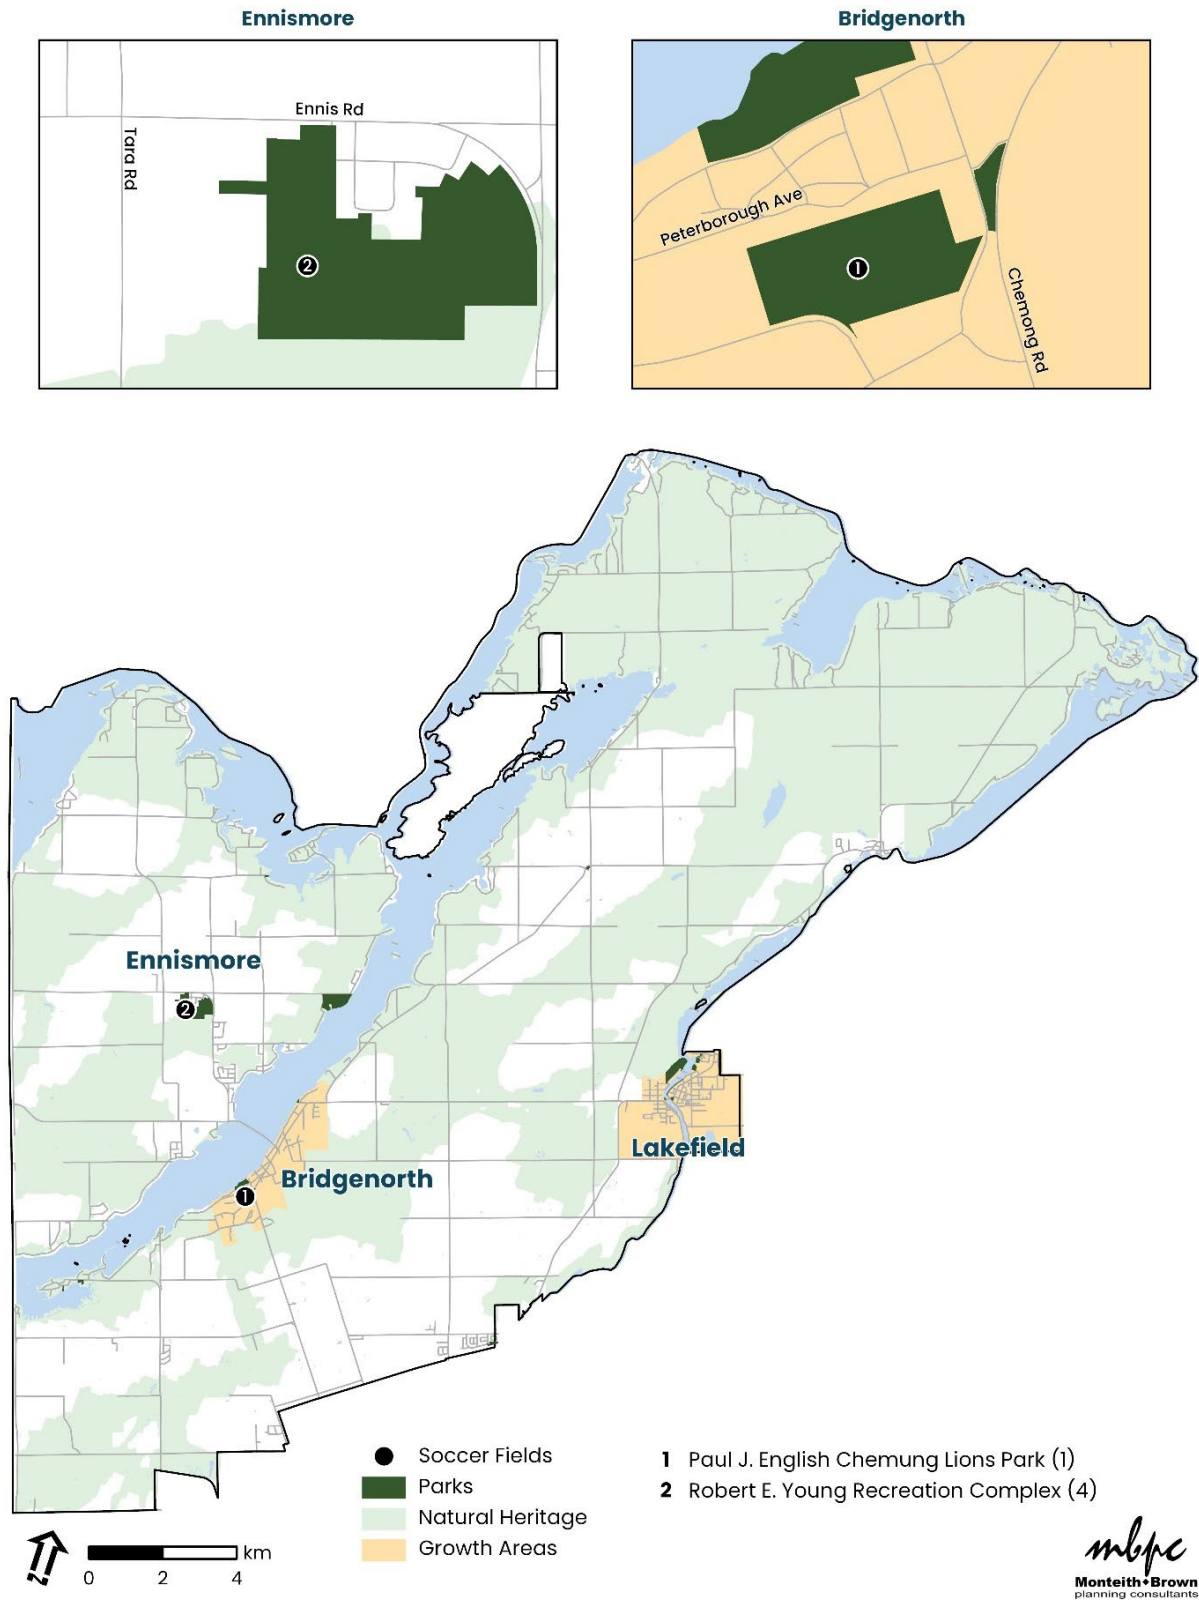 Ennismore
Bridgenorth
Ennis Rd
Tara Rd
2
Peterborough Ave
1
Chemong Rd
Ennismore
2
Bridgenorth
1
Lakefield
Soccer Fields
Parks
Natural Heritage
Growth Areas
1 Paul J. English Chemung Lions Park (1)
2 Robert E. Young Recreation Complex (4)
N
km
0 2 4
mbpc
Monteith+Brown
planning consultants